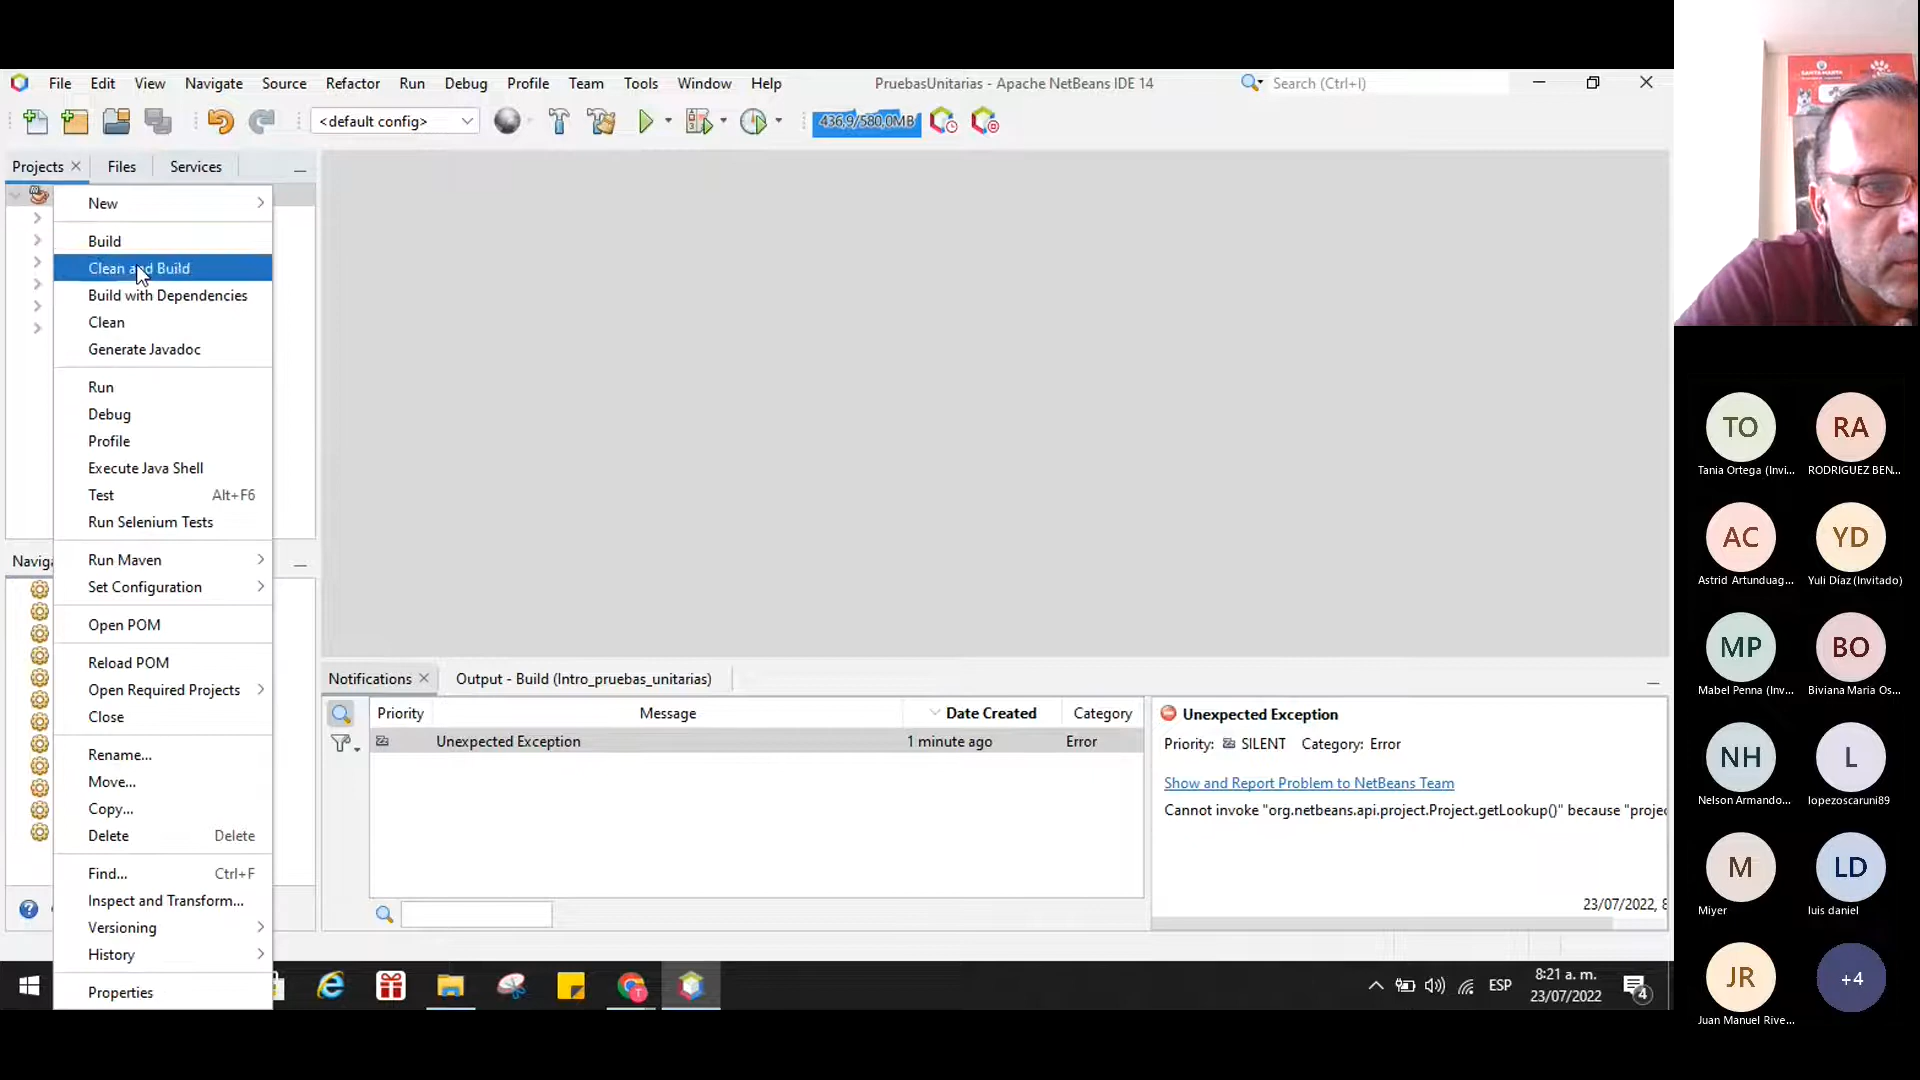 File Edit View Navigate Source Refactor Run Debug Profile Team Tools Window Help
PruebasUnitarias - Apache NetBeans IDE 14
Search (Ctrl+I)
<default config>
436,9/580,0MB
Projects Files Services
New
Build
Clean and Build
Build with Dependencies
Clean
Generate Javadoc
Run
Debug
Profile
Execute Java Shell
Test Alt+F6
Run Selenium Tests
Run Maven
Set Configuration
Open POM
Reload POM
Open Required Projects
Close
Rename...
Move...
Copy...
Delete Delete
Find... Ctrl+F
Inspect and Transform...
Versioning
History
Properties
Naviga
Notifications
Output - Build (Intro_pruebas_unitarias)
Priority Message Date Created Category
Unexpected Exception 1 minute ago Error
Unexpected Exception
Priority: SILENT Category: Error
Show and Report Problem to NetBeans Team
Cannot invoke "org.netbeans.api.project.Project.getLookup()" because "projec
23/07/2022, 8
ESP
8:21 a. m.
23/07/2022
4
SANTA MARTA
TO
Tania Ortega (Invi...
RA
RODRIGUEZ BEN...
AC
Astrid Artunduag...
YD
Yuli Díaz (Invitado)
MP
Mabel Penna (Inv...
BO
Biviana Maria Os...
NH
Nelson Armando...
L
lopezoscaruni89
M
Miyer
LD
luis daniel
JR
Juan Manuel Rive...
+4